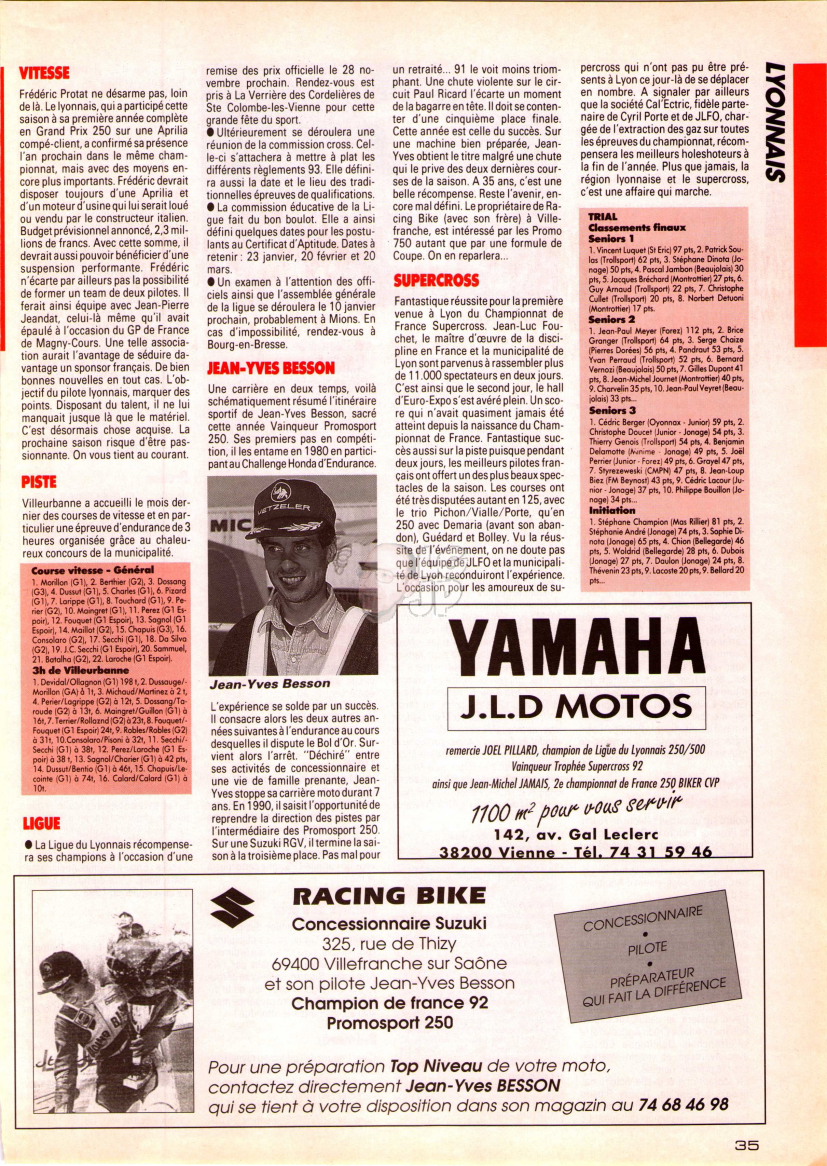 VITESSE
Frédéric Protat ne désarme pas, loin
de là. Le lyonnais, qui a participé cette
saison à sa première année complète
en Grand Prix 250 sur une Aprilia
compé-client, a confirmé sa présence
l'an prochain dans le même cham-
pionnat, mais avec des moyens en-
core plus importants. Frédéric devrait
disposer toujours d'une Aprilia et
d'un moteur d'usine qui lui serait loué
ou vendu par le constructeur italien.
Budget prévisionnel annoncé, 2,3 mil-
lions de francs. Avec cette somme, il
devrait aussi pouvoir bénéficier d'une
suspension performante. Frédéric
n'écarte par ailleurs pas la possibilité
de former un team de deux pilotes. Il
ferait ainsi équipe avec Jean-Pierre
Jeandat, celui-là même qu'il avait
épaulé à l'occasion du GP de France
de Magny-Cours. Une telle associa-
tion aurait l'avantage de séduire da-
vantage un sponsor français. De bien
bonnes nouvelles en tout cas. L'ob-
jectif du pilote lyonnais, marquer des
points. Disposant du talent, il ne lui
manquait jusque là que le matériel.
C'est désormais chose acquise. La
prochaine saison risque d'être pas-
sionnante. On vous tient au courant.
PISTE
Villeurbanne a accueilli le mois der-
nier des courses de vitesse et en par-
ticulier une épreuve d'endurance de 3
heures organisée grâce au chaleu-
reux concours de la municipalité.
Course vitesse - Général
1. Morillon (G1), 2. Berthier (G2), 3. Dossang
(G3), 4. Dussut (G1), 5. Charles (G1), 6. Pizard
(G1), 7. Larippe (G1), 8. Touchard (G1), 9. Pe-
rier (G2), 10. Maingret (G1), 11. Perez (G1 Es-
poir), 12. Fouquet (G1 Espoir), 13. Sagnol (G1
Espoir), 14. Maillot (G2), 15. Chapuis (G3), 16.
Consolaro (G2), 17. Secchi (G1), 18. Da Silva
(G2), 19. J.C. Secchi (G1 Espoir), 20. Sammuel,
21. Batalha (G2), 22. Laroche (G1 Espoir).
3h de Villeurbanne
1. Devidal/Ollagnon (G1) 198 t, 2. Dussauge/-
Morillon (GA) à 1t, 3. Michaud/Martinez à 2 t,
4. Perier/Lagrippe (G2) à 12t, 5. Dossang/Ta-
roude (G2) à 13t, 6. Maingret/Guillon (G1) à
16t, 7. Terrier/Rollaznd (G2) à 23t, 8. Fouquet/-
Fouquet (G1 Espoir) 24t, 9. Robles/Robles (G2)
à 31t, 10.Consolaro/Pisoni à 32t, 11. Secchi/-
Secchi (G1) à 38t, 12. Perez/Laroche (G1 Es-
poir) à 38 t, 13. Sagnol/Charier (G1) à 42 pts,
14. Dussut/Bentio (G1) à 46t, 15. Chapuis/Le-
cointe (G1) à 74t, 16. Calard/Calard (G1) à
10t.
LIGUE
● La Ligue du Lyonnais récompense-
ra ses champions à l'occasion d'une
remise des prix officielle le 28 no-
vembre prochain. Rendez-vous est
pris à La Verrière des Cordelières de
Ste Colombe-les-Vienne pour cette
grande fête du sport.
● Ultérieurement se déroulera une
réunion de la commission cross. Cel-
le-ci s'attachera à mettre à plat les
différents règlements 93. Elle défini-
ra aussi la date et le lieu des tradi-
tionnelles épreuves de qualifications.
● La commission éducative de la Li-
gue fait du bon boulot. Elle a ainsi
défini quelques dates pour les postu-
lants au Certificat d'Aptitude. Dates à
retenir : 23 janvier, 20 février et 20
mars.
● Un examen à l'attention des offi-
ciels ainsi que l'assemblée générale
de la ligue se déroulera le 10 janvier
prochain, probablement à Mions. En
cas d'impossibilité, rendez-vous à
Bourg-en-Bresse.
JEAN-YVES BESSON
Une carrière en deux temps, voilà
schématiquement résumé l'itinéraire
sportif de Jean-Yves Besson, sacré
cette année Vainqueur Promosport
250. Ses premiers pas en compéti-
tion, il les entame en 1980 en partici-
pant au Challenge Honda d'Endurance.
METZELER
MIC
Jean-Yves Besson
L'expérience se solde par un succès.
Il consacre alors les deux autres an-
nées suivantes à l'endurance au cours
desquelles il dispute le Bol d'Or. Sur-
vient alors l'arrêt. "Déchiré" entre
ses activités de concessionnaire et
une vie de famille prenante, Jean-
Yves stoppe sa carrière moto durant 7
ans. En 1990, il saisit l'opportunité de
reprendre la direction des pistes par
l'intermédiaire des Promosport 250.
Sur une Suzuki RGV, il termine la sai-
son à la troisième place. Pas mal pour
un retraité... 91 le voit moins triom-
phant. Une chute violente sur le cir-
cuit Paul Ricard l'écarte un moment
de la bagarre en tête. Il doit se conten-
ter d'une cinquième place finale.
Cette année est celle du succès. Sur
une machine bien préparée, Jean-
Yves obtient le titre malgré une chute
qui le prive des deux dernières cour-
ses de la saison. A 35 ans, c'est une
belle récompense. Reste l'avenir, en-
core mal défini. Le propriétaire de Ra-
cing Bike (avec son frère) à Ville-
franche, est intéressé par les Promo
750 autant que par une formule de
Coupe. On en reparlera...
SUPERCROSS
Fantastique réussite pour la première
venue à Lyon du Championnat de
France Supercross. Jean-Luc Fou-
chet, le maître d'œuvre de la disci-
pline en France et la municipalité de
Lyon sont parvenus à rassembler plus
de 11.000 spectateurs en deux jours.
C'est ainsi que le second jour, le hall
d'Euro-Expo s'est avéré plein. Un sco-
re qui n'avait quasiment jamais été
atteint depuis la naissance du Cham-
pionnat de France. Fantastique suc-
cès aussi sur la piste puisque pendant
deux jours, les meilleurs pilotes fran-
çais ont offert un des plus beaux spec-
tacles de la saison. Les courses ont
été très disputées autant en 125, avec
le trio Pichon/Vialle/Porte, qu'en
250 avec Demaria (avant son aban-
don), Guédard et Bolley. Vu la réus-
site de l'événement, on ne doute pas
que l'équipe de JLFO et la municipali-
té de Lyon reconduiront l'expérience.
L'occasion pour les amoureux de su-
percross qui n'ont pas pu être pré-
sents à Lyon ce jour-là de se déplacer
en nombre. A signaler par ailleurs
que la société Cal'Ectric, fidèle parte-
naire de Cyril Porte et de JLFO, char-
gée de l'extraction des gaz sur toutes
les épreuves du championnat, récom-
pensera les meilleurs holeshoteurs à
la fin de l'année. Plus que jamais, la
région lyonnaise et le supercross,
c'est une affaire qui marche.
LYONNAIS
TRIAL
Classements finaux
Seniors 1
1. Vincent Luquet (St Eric) 97 pts, 2. Patrick Sou-
las (Trollsport) 62 pts, 3. Stéphane Dinota (Jo-
nage) 50 pts, 4. Pascal Jambon (Beaujolais) 30
pts, 5. Jacques Bréchard (Montrottier) 27 pts, 6.
Guy Arnaud (Trollsport) 22 pts, 7. Christophe
Cullet (Trollsport) 20 pts, 8. Norbert Detuoni
(Montrottier) 17 pts.
Seniors 2
1. Jean-Paul Meyer (Forez) 112 pts, 2. Brice
Granger (Trollsport) 64 pts, 3. Serge Chaize
(Pierres Dorées) 56 pts, 4. Pandraut 53 pts, 5.
Yvan Perraud (Trollsport) 52 pts, 6. Bernard
Vernozi (Beaujolais) 50 pts, 7. Gilles Dupont 41
pts, 8. Jean-Michel Journet (Montrottier) 40 pts,
9. Charvelin 35 pts, 10. Jean-Paul Veyret (Beau-
jolais) 33 pts...
Seniors 3
1. Cédric Berger (Oyonnax - Junior) 59 pts, 2.
Christophe Doucet (Junior - Jonage) 54 pts, 3.
Thierry Genois (Trollsport) 54 pts, 4. Benjamin
Delamotte (Minime - Jonage) 49 pts, 5. Joël
Perrier (Junior - Forez) 49 pts, 6. Grayel 47 pts,
7. Styrezeweski (CMPN) 47 pts, 8. Jean-Loup
Biez (FM Beynost) 43 pts, 9. Cédric Lacour (Ju-
nior - Jonage) 37 pts, 10. Philippe Bouillon (Jo-
nage) 34 pts...
Initiation
1. Stéphane Champion (Mas Rillier) 81 pts, 2.
Stéphanie André (Jonage) 74 pts, 3. Sophie Di-
nota (Jonage) 65 pts, 4. Chion (Bellegarde) 46
pts, 5. Woldrid (Bellegarde) 28 pts, 6. Dubois
(Jonage) 27 pts, 7. Daulon (Jonage) 24 pts, 8.
Thévenin 23 pts, 9. Lacoste 20 pts, 9. Bellard 20
pts...
YAMAHA
J.L.D MOTOS
remercie JOEL PILLARD, champion de Ligue du Lyonnais 250/500
Vainqueur Trophée Supercross 92
ainsi que Jean-Michel JAMAIS, 2e championnat de France 250 BIKER CVP
1100 m² pour vous servir
142, av. Gal Leclerc
38200 Vienne - Tél. 74 31 59 46
RACING BIKE
Concessionnaire Suzuki
325, rue de Thizy
69400 Villefranche sur Saône
et son pilote Jean-Yves Besson
Champion de france 92
Promosport 250
CONCESSIONNAIRE
•
PILOTE
•
PRÉPARATEUR
QUI FAIT LA DIFFÉRENCE
Pour une préparation Top Niveau de votre moto,
contactez directement Jean-Yves BESSON
qui se tient à votre disposition dans son magazin au 74 68 46 98
35